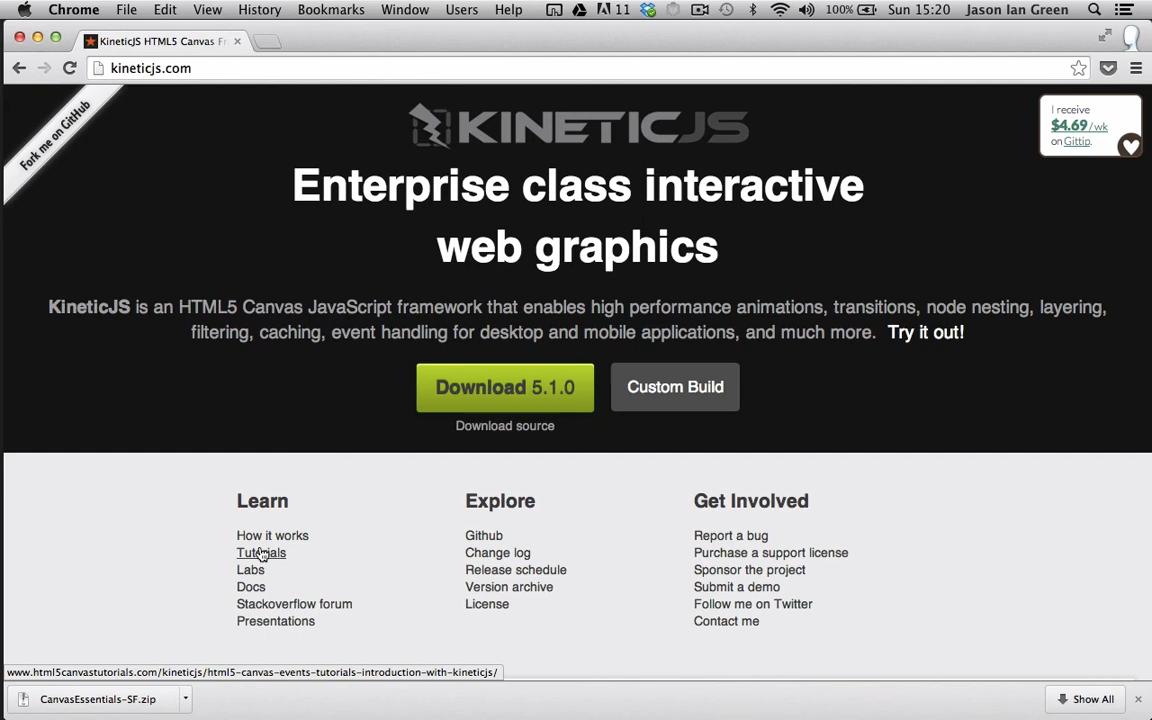 Chrome File Edit View History Bookmarks Window Users Help 11 100% Sun 15:20 Jason Ian Green
KineticJS HTML5 Canvas Fr
kineticjs.com
Fork me on GitHub
KINETICJS
I receive
$4.69 / wk
on Gittip.
Enterprise class interactive
web graphics
KineticJS is an HTML5 Canvas JavaScript framework that enables high performance animations, transitions, node nesting, layering,
filtering, caching, event handling for desktop and mobile applications, and much more. Try it out!
Download 5.1.0 Custom Build
Download source
Learn
How it works
Tutorials
Labs
Docs
Stackoverflow forum
Presentations
Explore
Github
Change log
Release schedule
Version archive
License
Get Involved
Report a bug
Purchase a support license
Sponsor the project
Submit a demo
Follow me on Twitter
Contact me
www.html5canvastutorials.com/kineticjs/html5-canvas-events-tutorials-introduction-with-kineticjs/
CanvasEssentials-SF.zip Show All